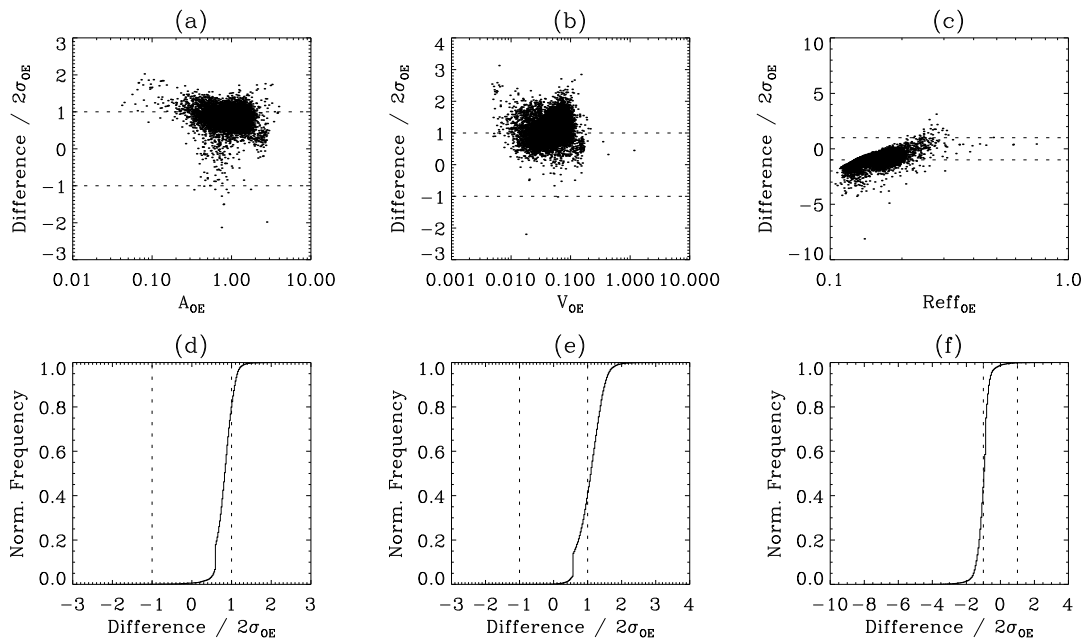 (a)
Difference / 2σOE
3
2
1
0
−1
−2
−3
0.01 0.10 1.00 10.00
AOE
(b)
Difference / 2σOE
4
3
2
1
0
−1
−2
−3
0.001 0.010 0.100 1.000 10.000
VOE
(c)
Difference / 2σOE
10
5
0
−5
−10
0.1 1.0
ReffOE
(d)
Norm. Frequency
1.0
0.8
0.6
0.4
0.2
0.0
−3 −2 −1 0 1 2 3
Difference / 2σOE
(e)
Norm. Frequency
1.0
0.8
0.6
0.4
0.2
0.0
−3 −2 −1 0 1 2 3 4
Difference / 2σOE
(f)
Norm. Frequency
1.0
0.8
0.6
0.4
0.2
0.0
−10 −8 −6 −4 −2 0 2 4
Difference / 2σOE